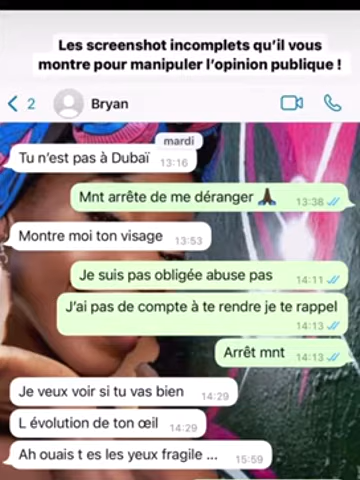 Les screenshot incomplets qu’il vous
montre pour manipuler l’opinion publique !
2 Bryan
mardi
Tu n’est pas à Dubaï 13:16
Mnt arrête de me déranger 🙏🏿 13:38
Montre moi ton visage 13:53
Je suis pas obligée abuse pas 14:11
J’ai pas de compte à te rendre je te rappel
14:13
Arrêt mnt 14:13
Je veux voir si tu vas bien 14:29
L évolution de ton œil 14:29
Ah ouais t es les yeux fragile ... 15:59